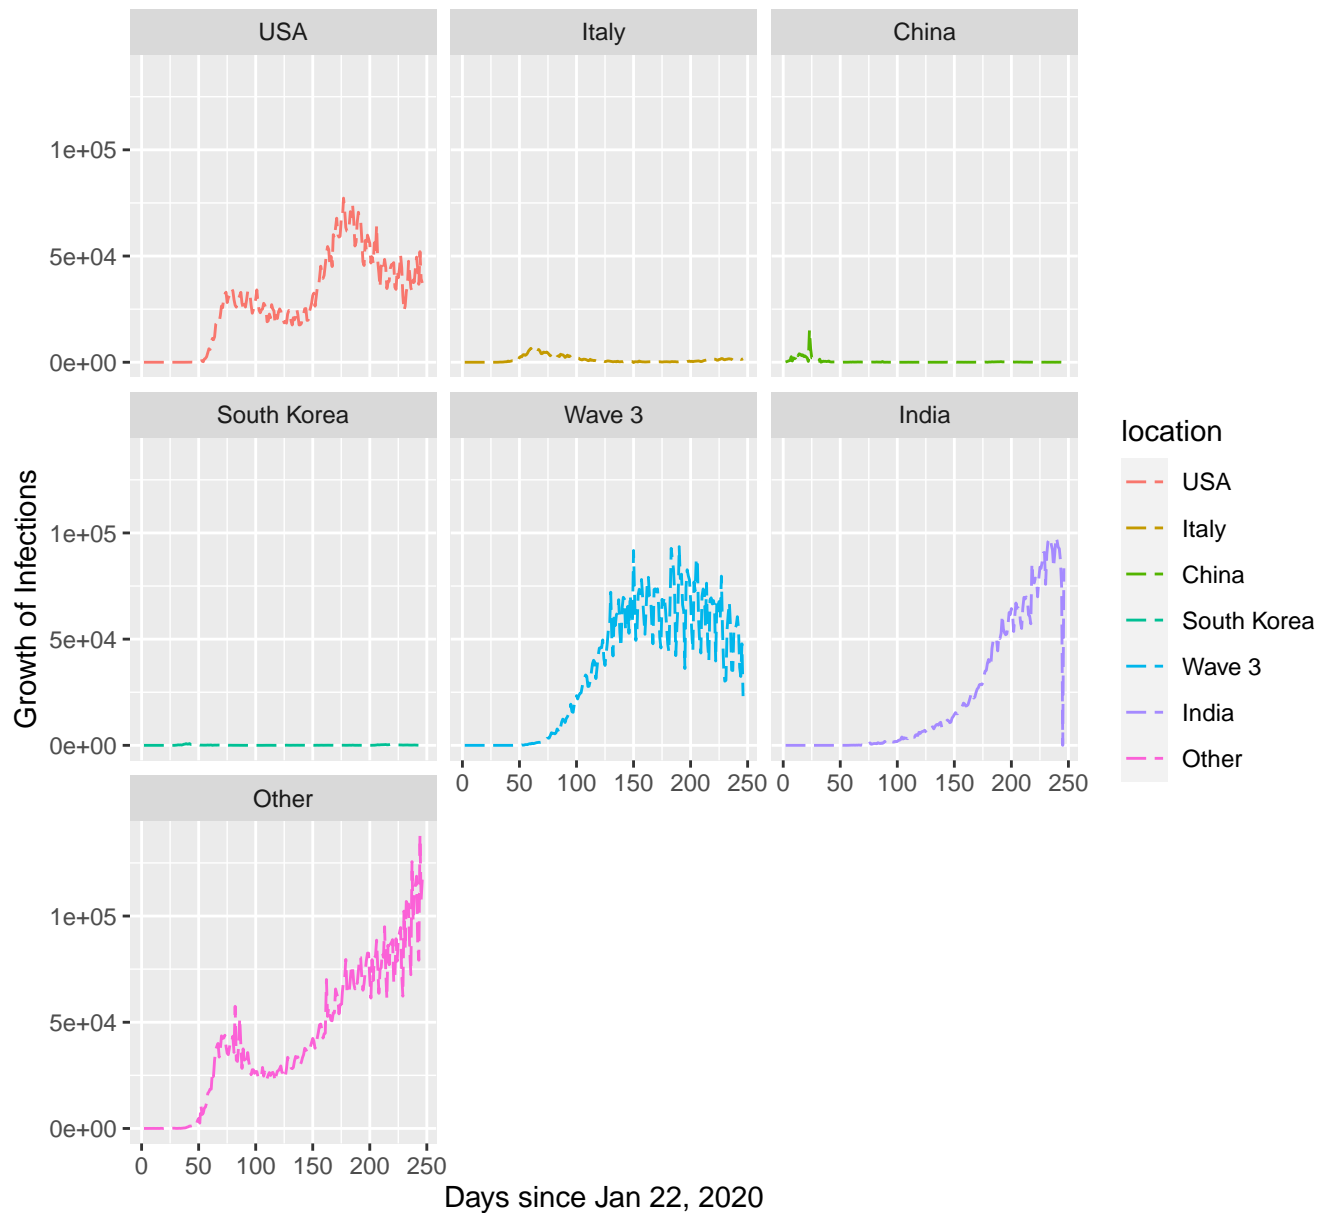 USA
Italy
China
1e+05
5e+04
0e+00
South Korea
Wave 3
India
1e+05
5e+04
0e+00
0 50 100 150 200 250
0 50 100 150 200 250
Other
1e+05
5e+04
0e+00
0 50 100 150 200 250
Growth of Infections
Days since Jan 22, 2020
location
USA
Italy
China
South Korea
Wave 3
India
Other